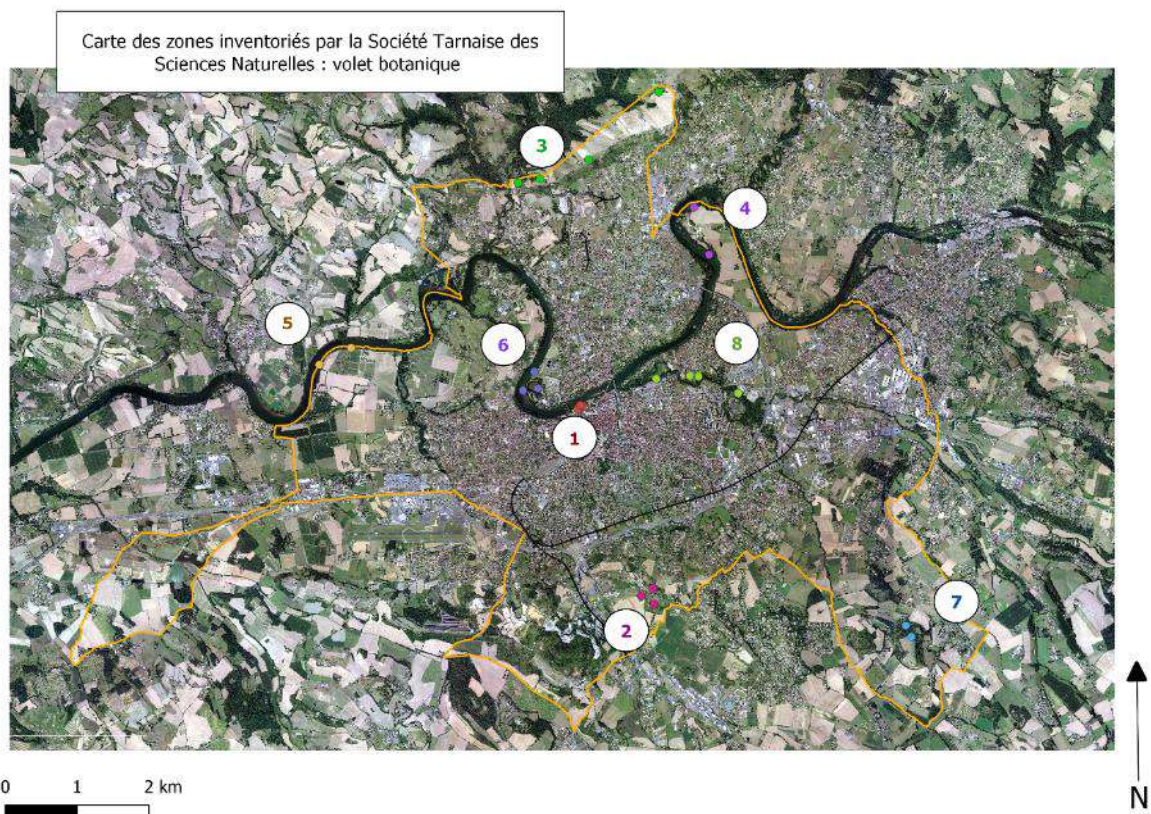 Carte des zones inventoriés par la Société Tarnaise des
Sciences Naturelles : volet botanique
3
4
5
6
8
1
7
2
0 1 2 km
N